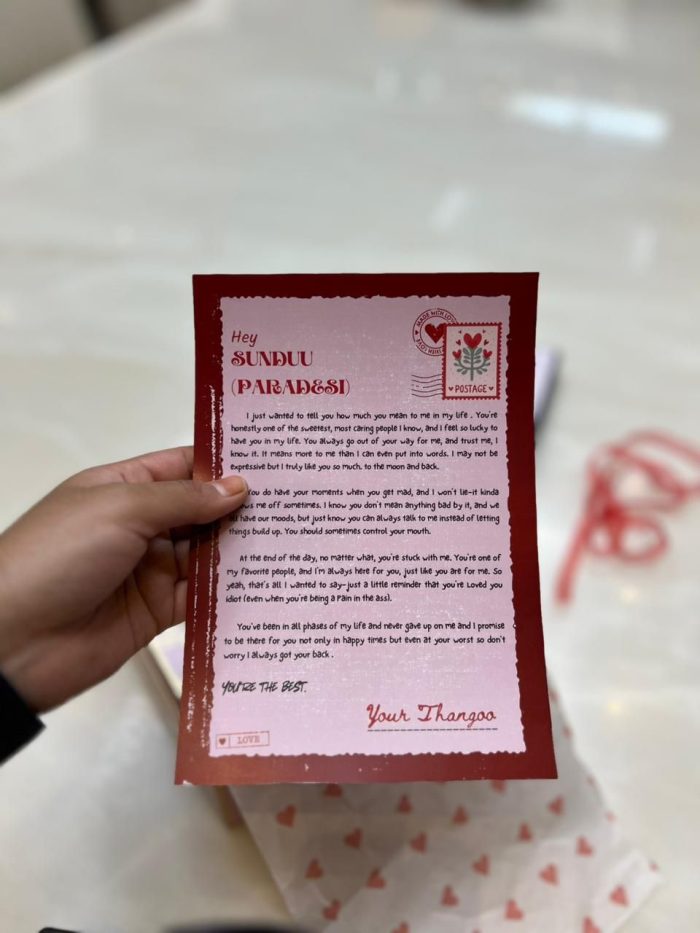 Hey
SUNDUU
(PARADESI)
MADE WITH LOVE
POSTAGE
I just wanted to tell you how much you mean to me in my life . You're
honestly one of the sweetest, most caring people I know, and I feel so lucky to
have you in my life. You always go out of your way for me, and trust me, I
know it. It means more to me than I can even put into words. I may not be
expressive but I truly like you so much. to the moon and back.
You do have your moments when you get mad, and I won't lie-it kinda
me off sometimes. I know you don't mean anything bad by it, and we
all have our moods, but just know you can always talk to me instead of letting
things build up. You should sometimes control your mouth.
At the end of the day, no matter what, you're stuck with me. You're one of
my favorite people, and I'm always here for you, just like you are for me. So
yeah, that's all I wanted to say-just a little reminder that you're Loved you
idiot (even when you're being a Pain in the ass).
You've been in all phases of my life and never gave up on me and I promise
to be there for you not only in happy times but even at your worst so don't
worry I always got your back .
YOU'RE THE BEST.
Your Thangoo
LOVE